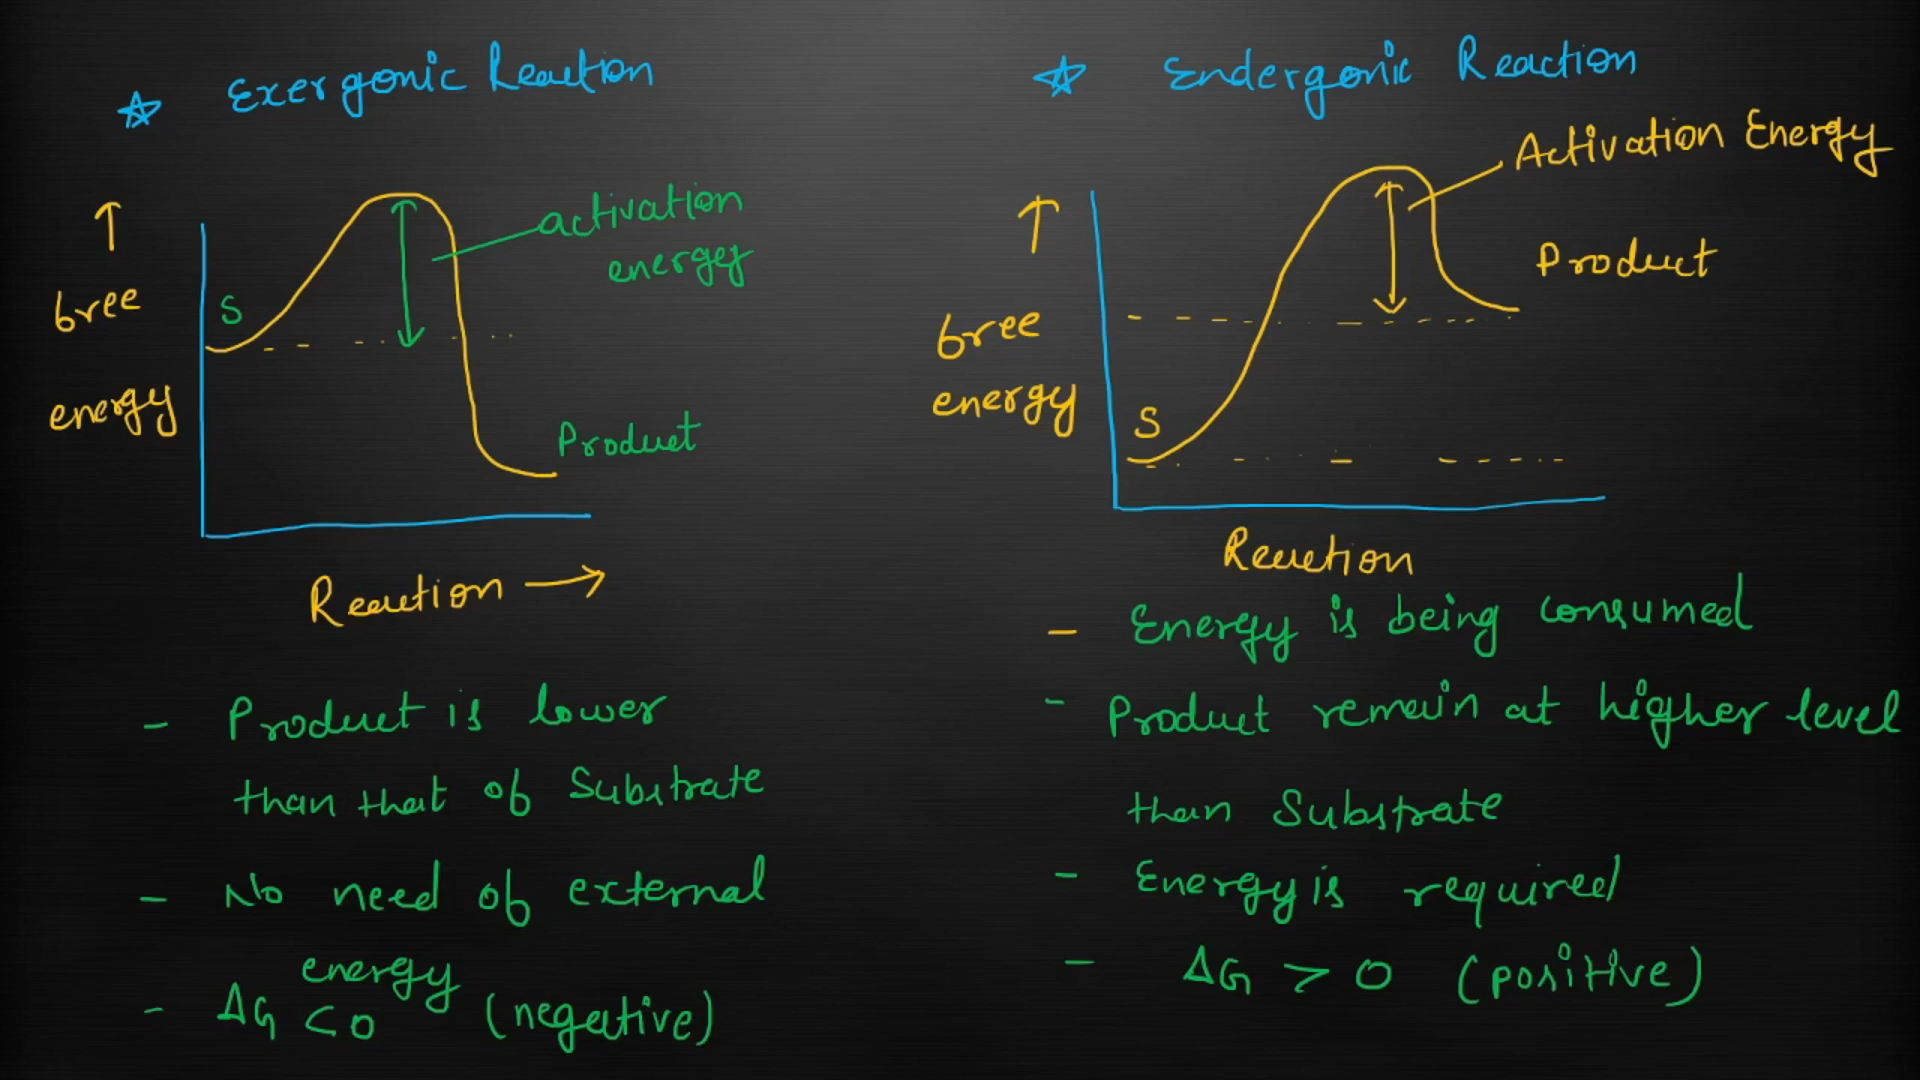 ☆ Exergonic Reaction
↑
free
energy
S
activation
energy
Product
Reaction →
- Product is lower
than that of Substrate
- No need of external
energy
- ΔG < 0 (negative)
☆ Endergonic Reaction
Activation Energy
↑
free
energy
Product
S
Reaction
- Energy is being consumed
- Product remain at higher level
than Substrate
- Energy is required
- ΔG > 0 (positive)